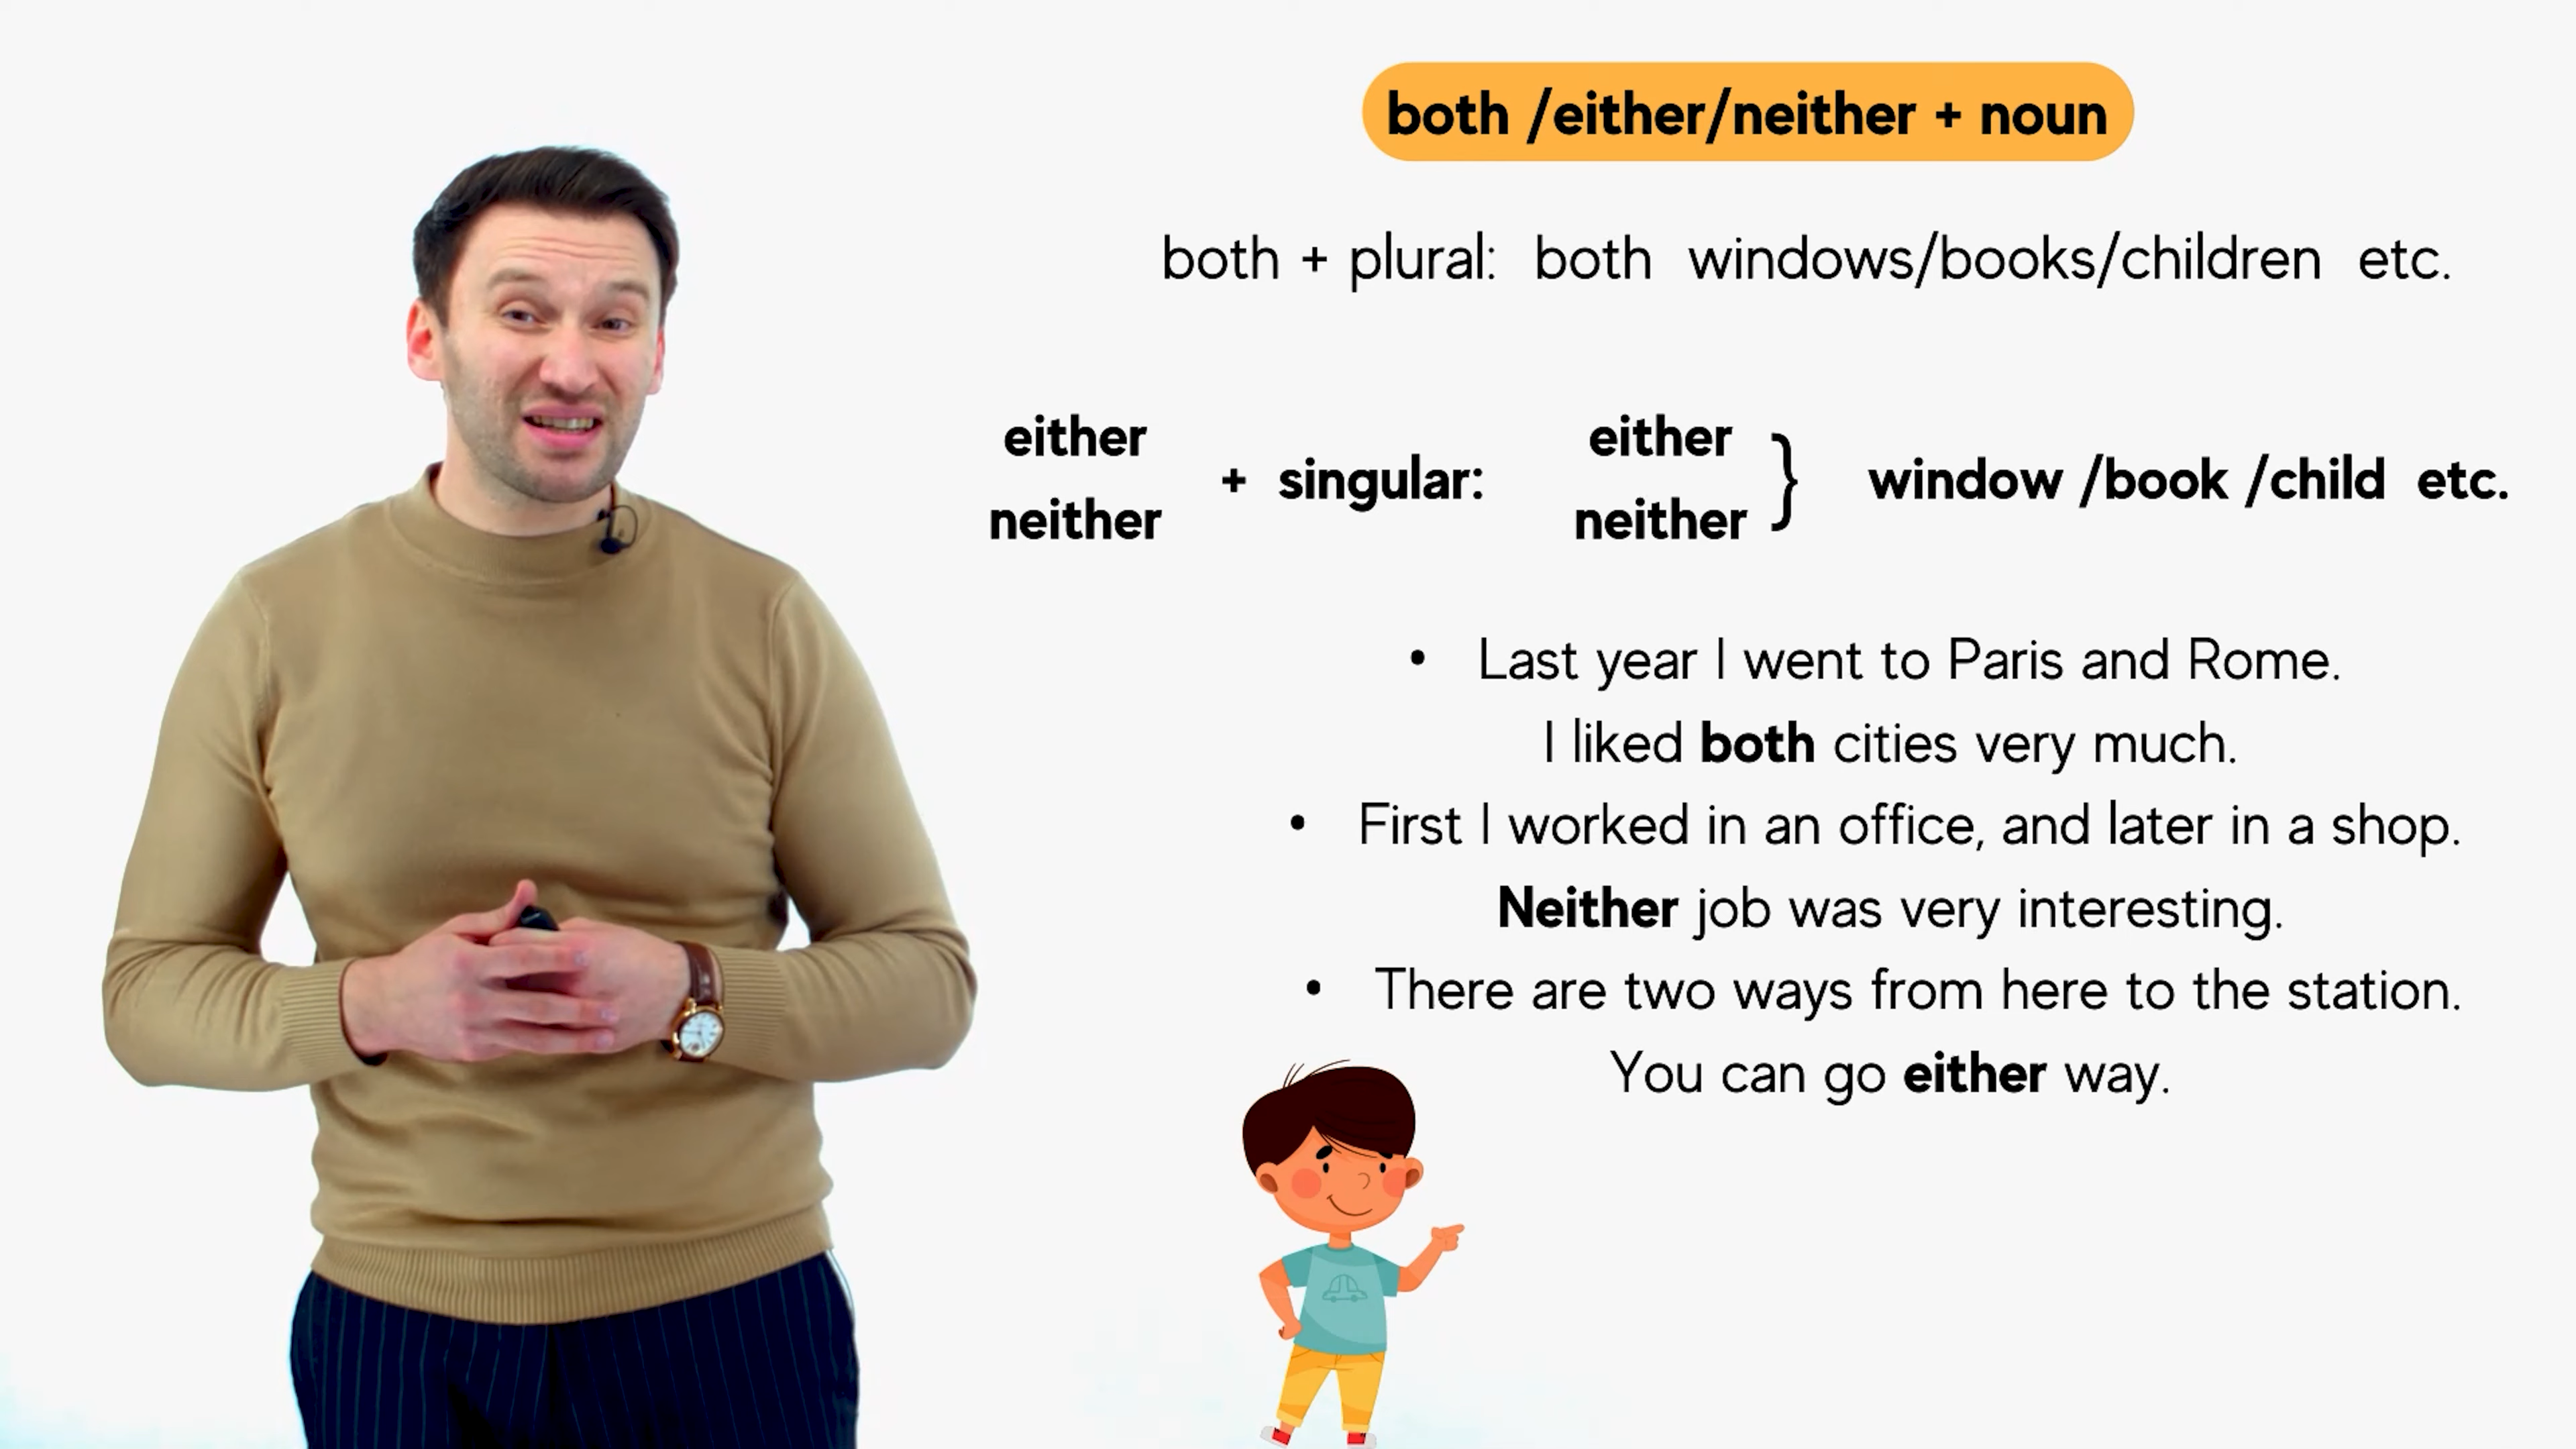 both /either/neither + noun
both + plural: both windows/books/children etc.
either
neither
+ singular:
either
neither
} window /book /child etc.
• Last year I went to Paris and Rome.
I liked both cities very much.
• First I worked in an office, and later in a shop.
Neither job was very interesting.
• There are two ways from here to the station.
You can go either way.